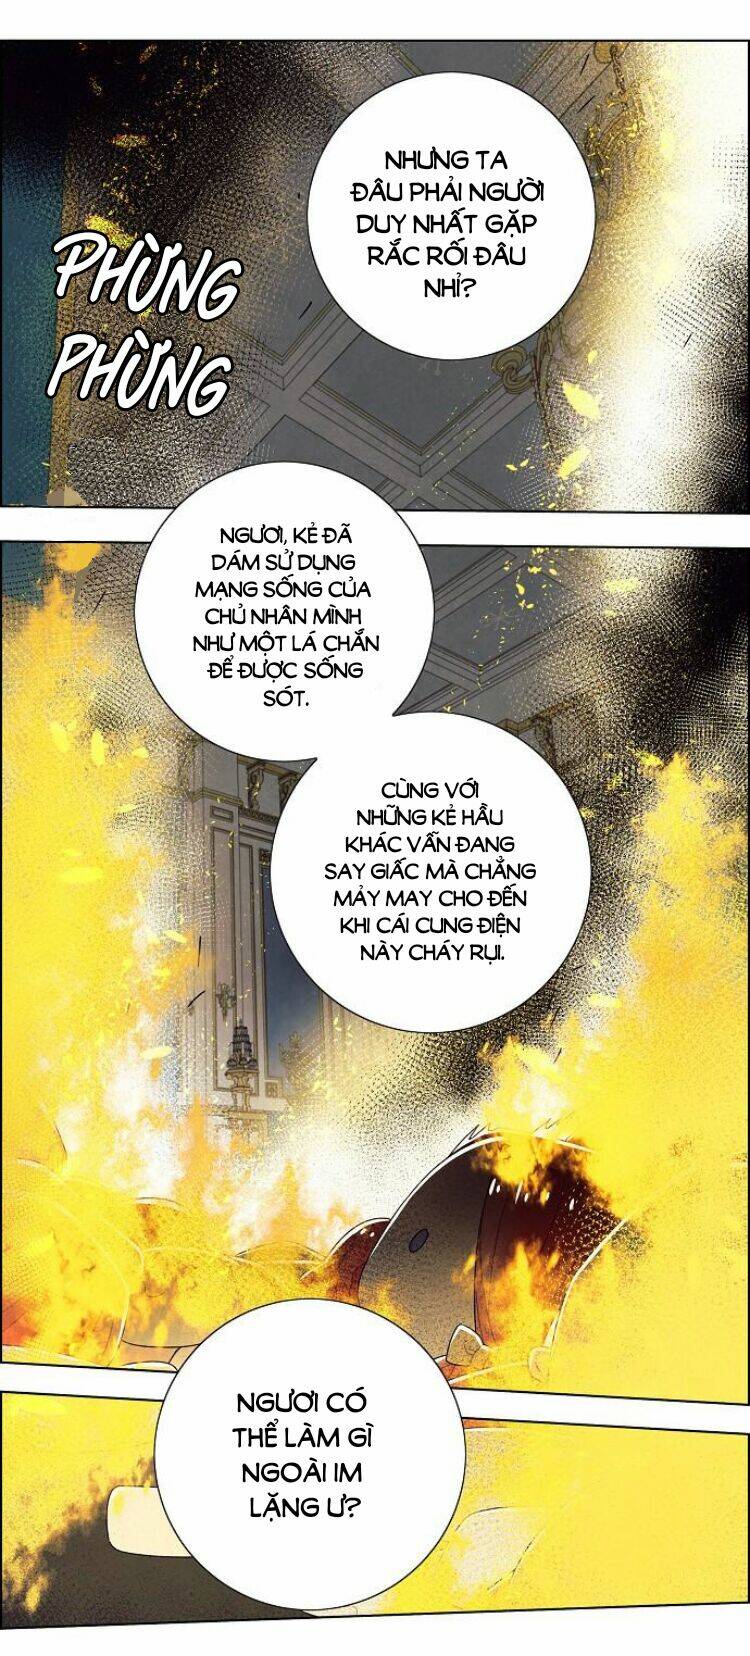 NHƯNG TA
ĐÂU PHẢI NGƯỜI
DUY NHẤT GẶP
RẮC RỐI ĐÂU
NHỈ?
PHỪNG
PHỪNG
NGƯƠI, KẺ ĐÃ
DÁM SỬ DỤNG
MẠNG SỐNG CỦA
CHỦ NHÂN MÌNH
NHƯ MỘT LÁ CHẮN
ĐỂ ĐƯỢC SỐNG
SÓT.
CÙNG VỚI
NHỮNG KẺ HẦU
KHÁC VẪN ĐANG
SAY GIẤC MÀ CHẲNG
MẢY MAY CHO ĐẾN
KHI CÁI CUNG ĐIỆN
NÀY CHÁY RỤI.
NGƯƠI CÓ
THỂ LÀM GÌ
NGOÀI IM
LẶNG Ư?